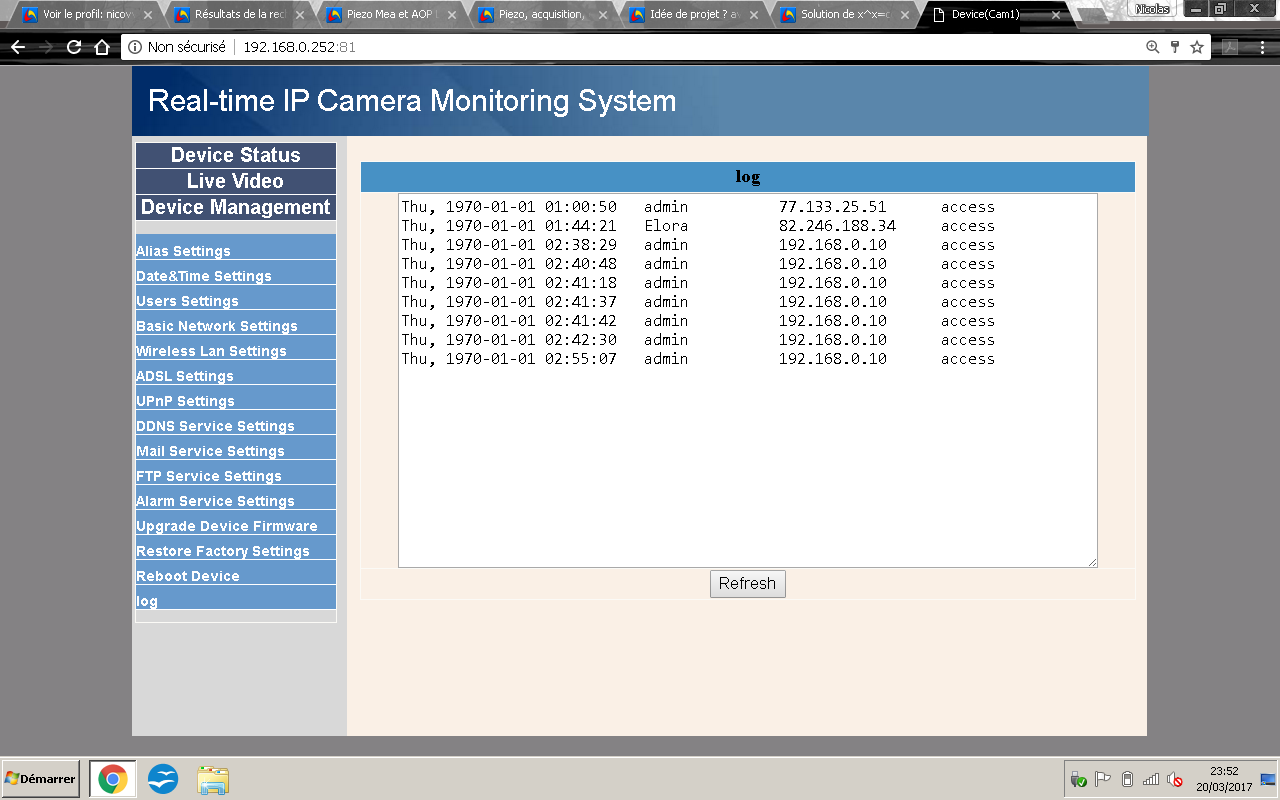 Voir le profil: nicov
Résultats de la rec
Piezo Mea et AOP
Piezo, acquisition,
Idée de projet ? av
Solution de x^x=c
Device(Cam1)
Nicolas
Non sécurisé 192.168.0.252:81
Real-time IP Camera Monitoring System
Device Status
Live Video
Device Management
Alias Settings
Date&Time Settings
Users Settings
Basic Network Settings
Wireless Lan Settings
ADSL Settings
UPnP Settings
DDNS Service Settings
Mail Service Settings
FTP Service Settings
Alarm Service Settings
Upgrade Device Firmware
Restore Factory Settings
Reboot Device
log
log
Thu, 1970-01-01 01:00:50 admin 77.133.25.51 access
Thu, 1970-01-01 01:44:21 Elora 82.246.188.34 access
Thu, 1970-01-01 02:38:29 admin 192.168.0.10 access
Thu, 1970-01-01 02:40:48 admin 192.168.0.10 access
Thu, 1970-01-01 02:41:18 admin 192.168.0.10 access
Thu, 1970-01-01 02:41:37 admin 192.168.0.10 access
Thu, 1970-01-01 02:41:42 admin 192.168.0.10 access
Thu, 1970-01-01 02:42:30 admin 192.168.0.10 access
Thu, 1970-01-01 02:55:07 admin 192.168.0.10 access
Refresh
Démarrer
23:52
20/03/2017